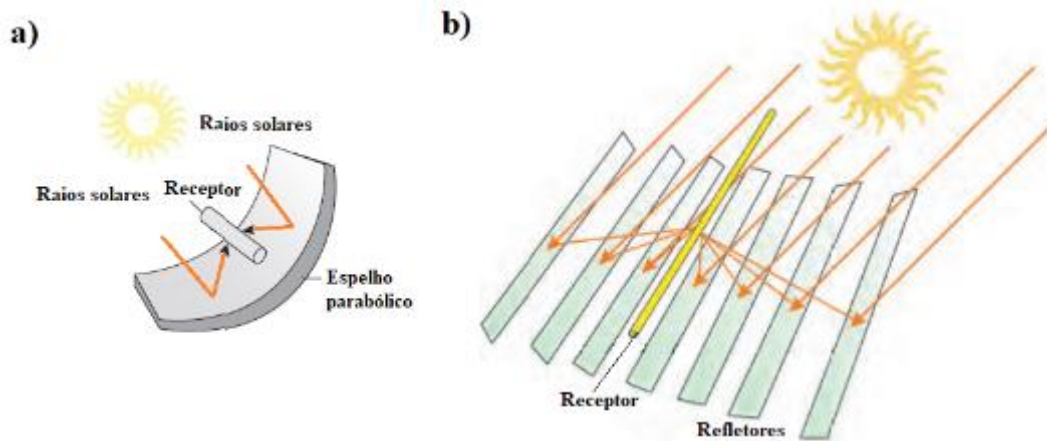 a)
Raios solares
Raios solares
Receptor
Espelho
parabólico
b)
Receptor
Refletores